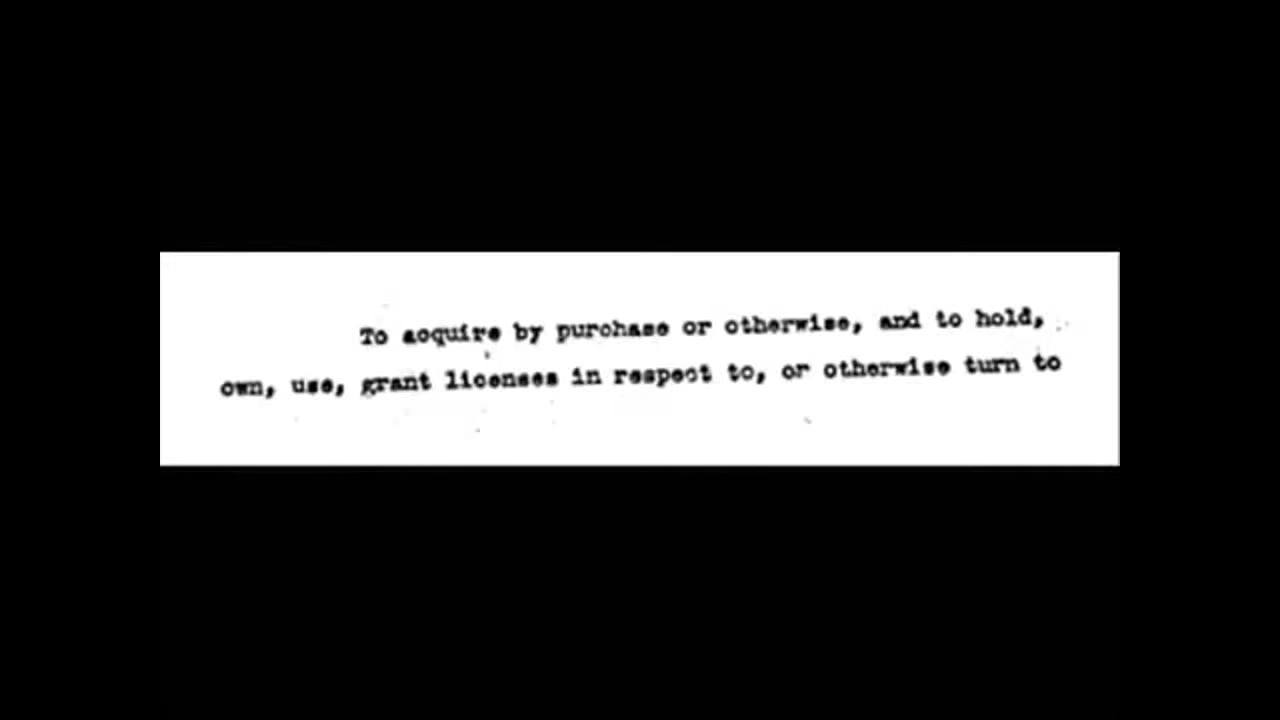 To acquire by purchase or otherwise, and to hold,
own, use, grant licenses in respect to, or otherwise turn to